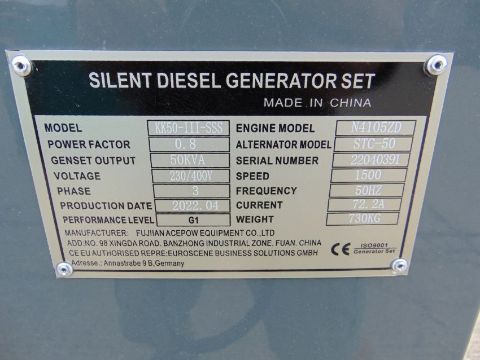 SILENT DIESEL GENERATOR SET
MADE IN CHINA
MODEL KK50-III-SSS ENGINE MODEL N4105ZD
POWER FACTOR 0.8 ALTERNATOR MODEL STC-50
GENSET OUTPUT 50KVA SERIAL NUMBER 22040391
VOLTAGE 230/400V SPEED 1500
PHASE 3 FREQUENCY 50HZ
PRODUCTION DATE 2022.04 CURRENT 72.2A
PERFORMANCE LEVEL G1 WEIGHT 730KG
MANUFACTURER: FUJIAN ACEPOW EQUIPMENT CO.,LTD
ADD:NO. 98 XINGDA ROAD. BANZHONG INDUSTRIAL ZONE, FUAN. CHINA
CE EU AUTHORISED REPRE:EUROSCENE BUSINESS SOLUTIONS GMBH
Adresse.: Annastrabe 9 B,Germany
CE ISO9001
Generator Set